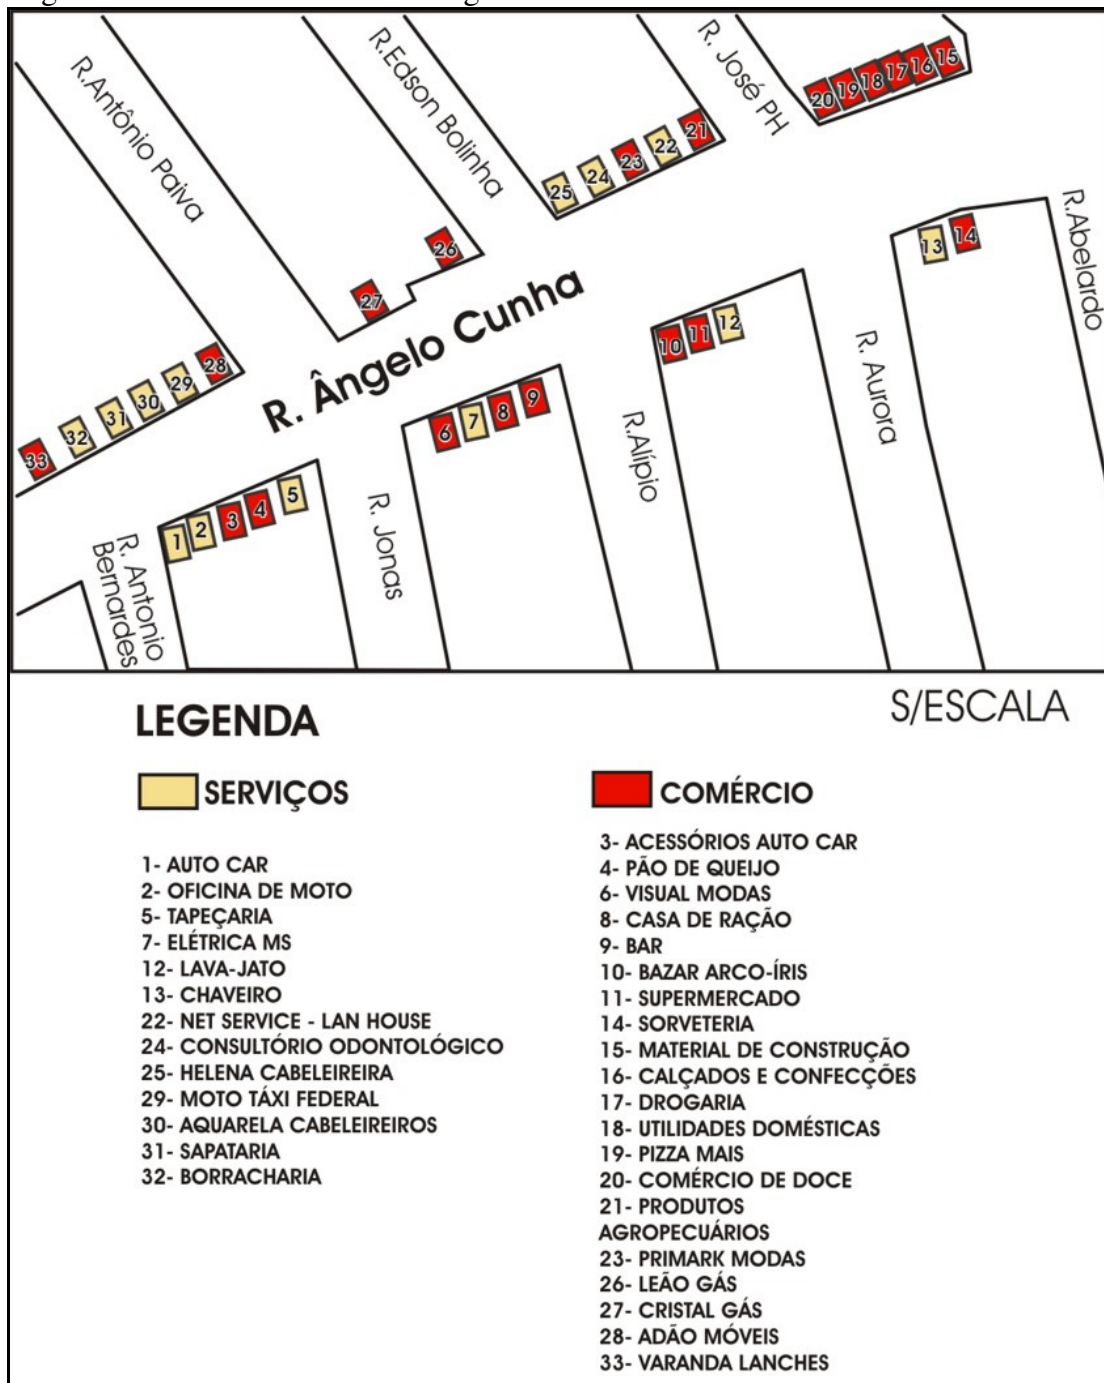 R.Antônio Paiva
R.Edson Bolinha
R. José PH
20
19
18
17
16
15
25
24
23
22
21
26
27
R. Ângelo Cunha
13
14
R.Abelardo
10
11
12
R. Aurora
33
32
31
30
29
28
6
7
8
9
R.Alípio
1
2
3
4
5
R. Jonas
R. Antonio
Bernardes
S/ESCALA
LEGENDA
SERVIÇOS
1- AUTO CAR
2- OFICINA DE MOTO
5- TAPEÇARIA
7- ELÉTRICA MS
12- LAVA-JATO
13- CHAVEIRO
22- NET SERVICE - LAN HOUSE
24- CONSULTÓRIO ODONTOLÓGICO
25- HELENA CABELEIREIRA
29- MOTO TÁXI FEDERAL
30- AQUARELA CABELEIREIROS
31- SAPATARIA
32- BORRACHARIA
COMÉRCIO
3- ACESSÓRIOS AUTO CAR
4- PÃO DE QUEIJO
6- VISUAL MODAS
8- CASA DE RAÇÃO
9- BAR
10- BAZAR ARCO-ÍRIS
11- SUPERMERCADO
14- SORVETERIA
15- MATERIAL DE CONSTRUÇÃO
16- CALÇADOS E CONFECÇÕES
17- DROGARIA
18- UTILIDADES DOMÉSTICAS
19- PIZZA MAIS
20- COMÉRCIO DE DOCE
21- PRODUTOS
AGROPECUÁRIOS
23- PRIMARK MODAS
26- LEÃO GÁS
27- CRISTAL GÁS
28- ADÃO MÓVEIS
33- VARANDA LANCHES